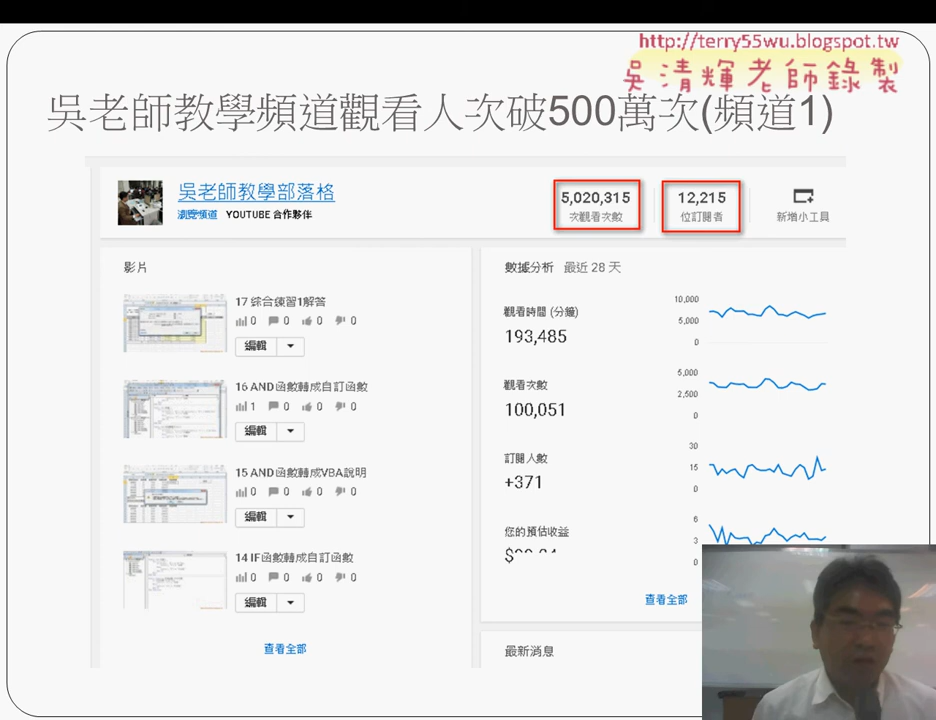 http://terry55wu.blogspot.tw
吳清輝老師錄製
吳老師教學頻道觀看人次破500萬次(頻道1)
吳老師教學部落格
瀏覽頻道 YOUTUBE 合作夥伴
5,020,315
次觀看次數
12,215
位訂閱者
新增小工具
影片
17 綜合練習1解答
0 0 0 0
編輯
16 AND函數轉成自訂函數
1 0 0 0
編輯
15 AND函數轉成VBA說明
0 0 0 0
編輯
14 IF函數轉成自訂函數
0 0 0 0
編輯
查看全部
數據分析 最近 28 天
觀看時間 (分鐘)
193,485
10,000
5,000
0
觀看次數
100,051
5,000
2,500
0
訂閱人數
+371
30
15
0
您的預估收益
6
3
0
查看全部
最新消息